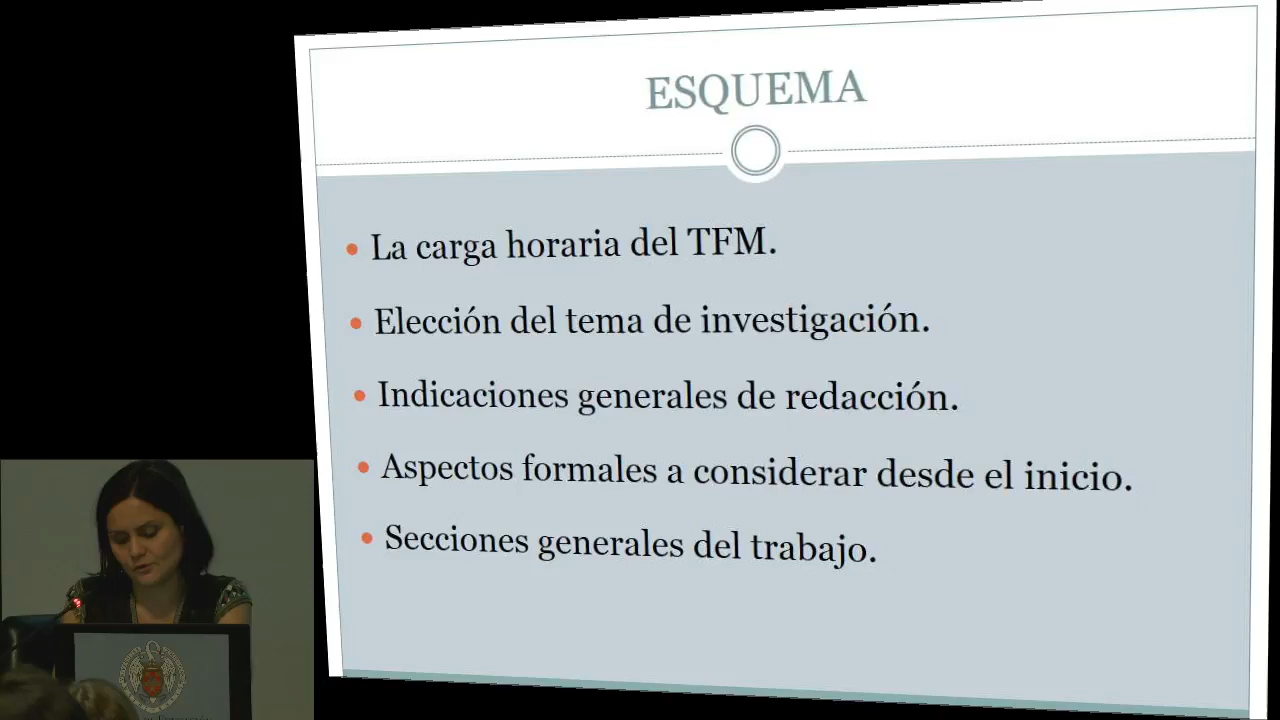 ESQUEMA
• La carga horaria del TFM.
• Elección del tema de investigación.
• Indicaciones generales de redacción.
• Aspectos formales a considerar desde el inicio.
• Secciones generales del trabajo.